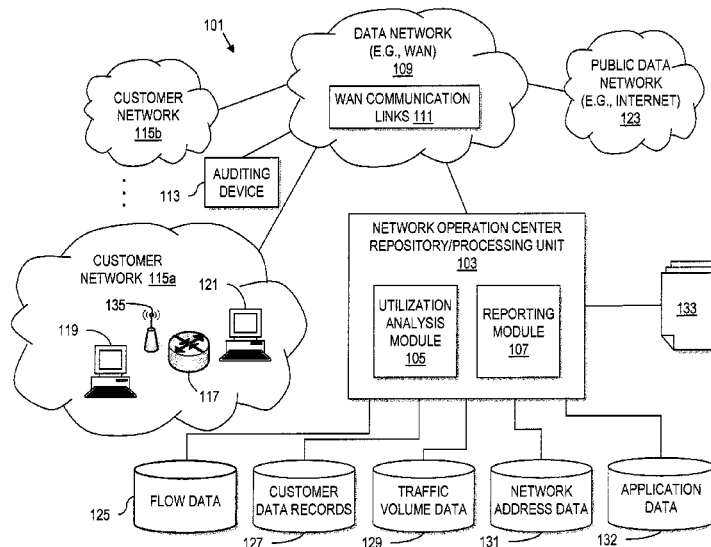 101
DATA NETWORK
(E.G., WAN)
109
WAN COMMUNICATION
LINKS 111
PUBLIC DATA
NETWORK
(E.G., INTERNET)
123
CUSTOMER
NETWORK
115b
AUDITING
DEVICE
113
CUSTOMER
NETWORK 115a
135
121
119
117
NETWORK OPERATION CENTER
REPOSITORY/PROCESSING UNIT
103
UTILIZATION
ANALYSIS
MODULE
105
REPORTING
MODULE
107
133
125
FLOW DATA
CUSTOMER
DATA RECORDS
127
TRAFFIC
VOLUME DATA
129
NETWORK
ADDRESS DATA
131
APPLICATION
DATA
132